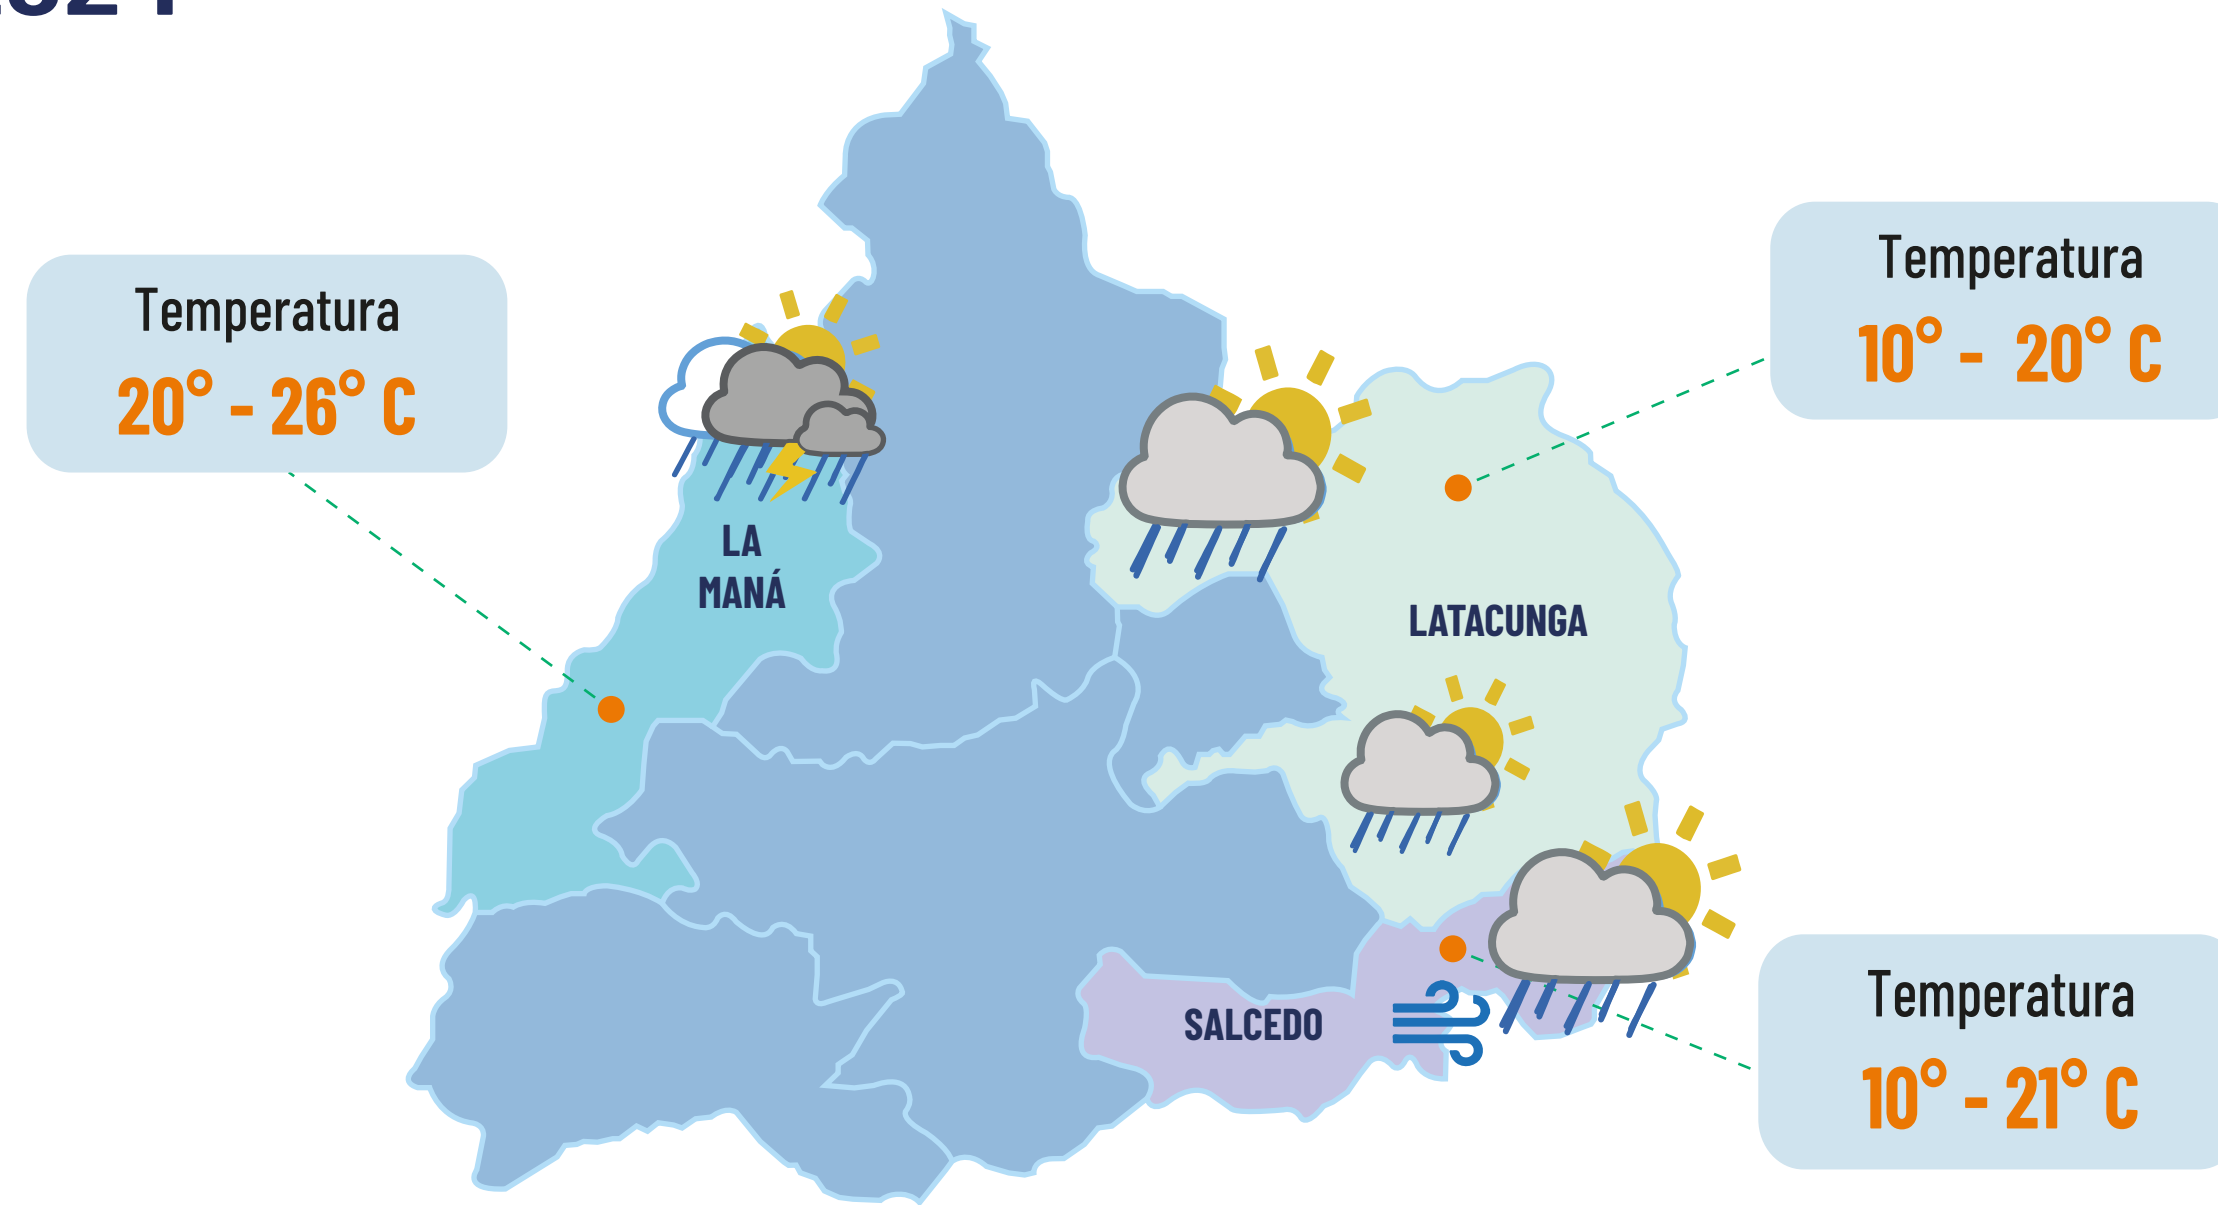 Temperatura
20° - 26° C
Temperatura
10° - 20° C
LA
MANÁ
LATACUNGA
SALCEDO
Temperatura
10° - 21° C